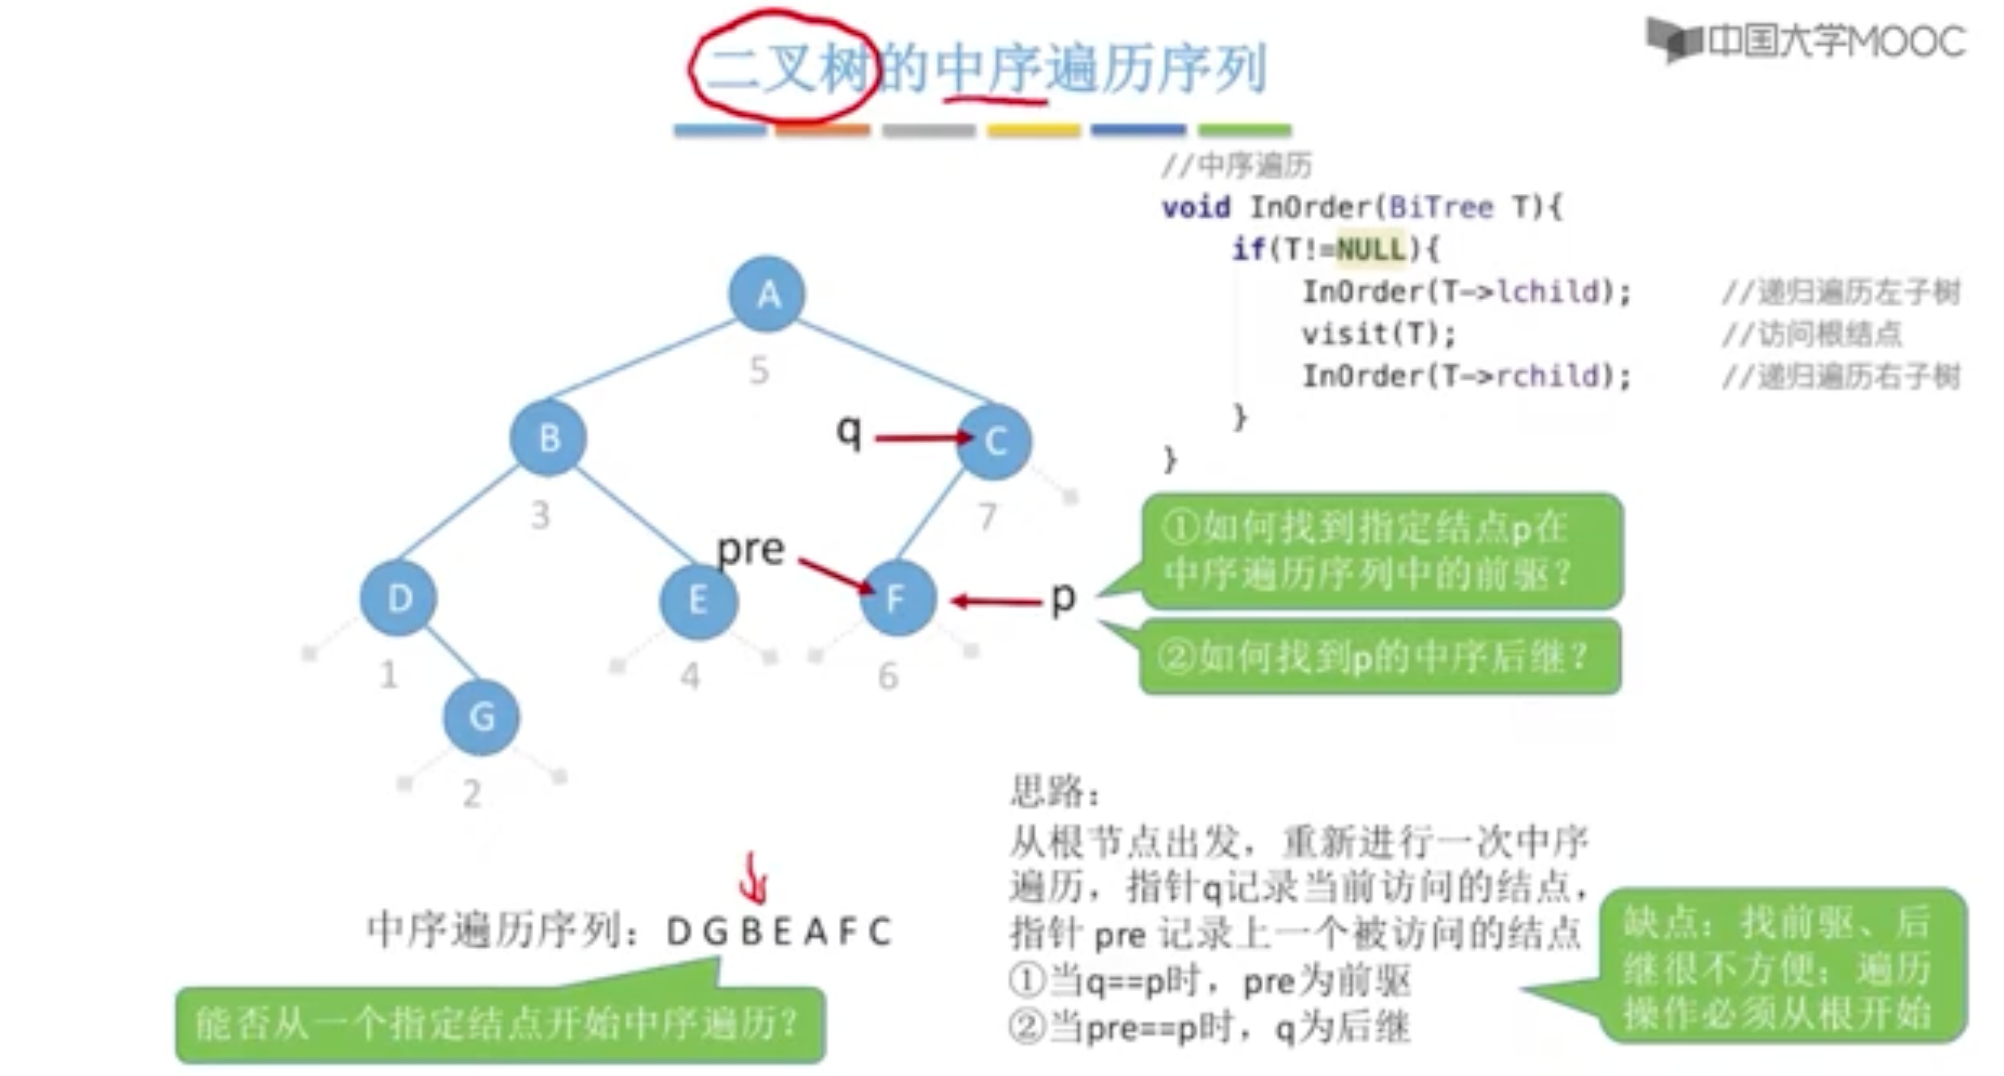 二叉树的中序遍历序列
中国大学MOOC
//中序遍历
void InOrder(BiTree T){
if(T!=NULL){
InOrder(T->lchild); //递归遍历左子树
visit(T); //访问根结点
InOrder(T->rchild); //递归遍历右子树
}
}
A
5
B
3
q
C
7
pre
D
1
E
4
F
6
p
G
2
①如何找到指定结点p在
中序遍历序列中的前驱？
②如何找到p的中序后继？
思路：
从根节点出发，重新进行一次中序
遍历，指针q记录当前访问的结点，
指针 pre 记录上一个被访问的结点
①当q==p时，pre为前驱
②当pre==p时，q为后继
缺点：找前驱、后
继很不方便；遍历
操作必须从根开始
中序遍历序列：D G B E A F C
能否从一个指定结点开始中序遍历？